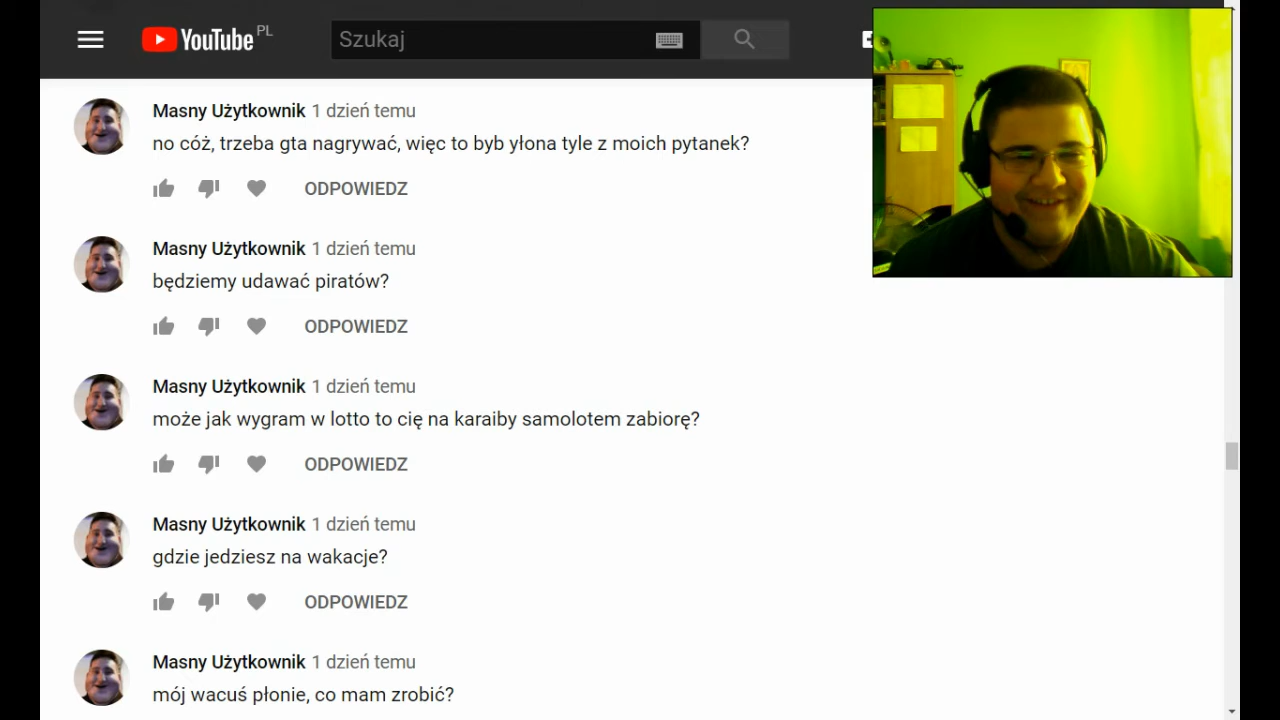 YouTube PL
Szukaj
Masny Użytkownik 1 dzień temu
no cóż, trzeba gta nagrywać, więc to byb yłona tyle z moich pytanek?
ODPOWIEDZ
Masny Użytkownik 1 dzień temu
będziemy udawać piratów?
ODPOWIEDZ
Masny Użytkownik 1 dzień temu
może jak wygram w lotto to cię na karaiby samolotem zabiorę?
ODPOWIEDZ
Masny Użytkownik 1 dzień temu
gdzie jedziesz na wakacje?
ODPOWIEDZ
Masny Użytkownik 1 dzień temu
mój wacuś płonie, co mam zrobić?